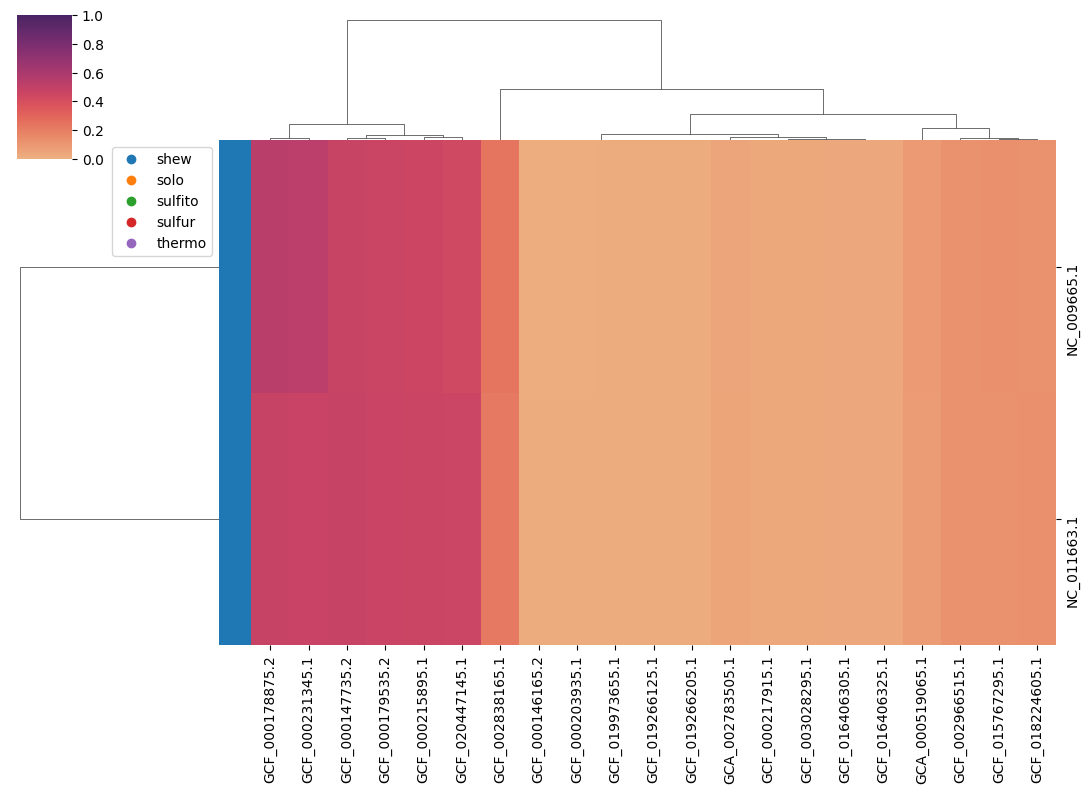 1.0
0.8
0.6
0.4
0.2
0.0
shew
solo
sulfito
sulfur
thermo
NC_009665.1
NC_011663.1
GCF_000178875.2
GCF_000231345.1
GCF_000147735.2
GCF_000179535.2
GCF_000215895.1
GCF_020447145.1
GCF_002838165.1
GCF_000146165.2
GCF_000203935.1
GCF_019973655.1
GCF_019266125.1
GCF_019266205.1
GCA_002783505.1
GCF_000217915.1
GCF_003028295.1
GCF_016406305.1
GCF_016406325.1
GCA_000519065.1
GCF_002966515.1
GCF_015767295.1
GCF_018224605.1